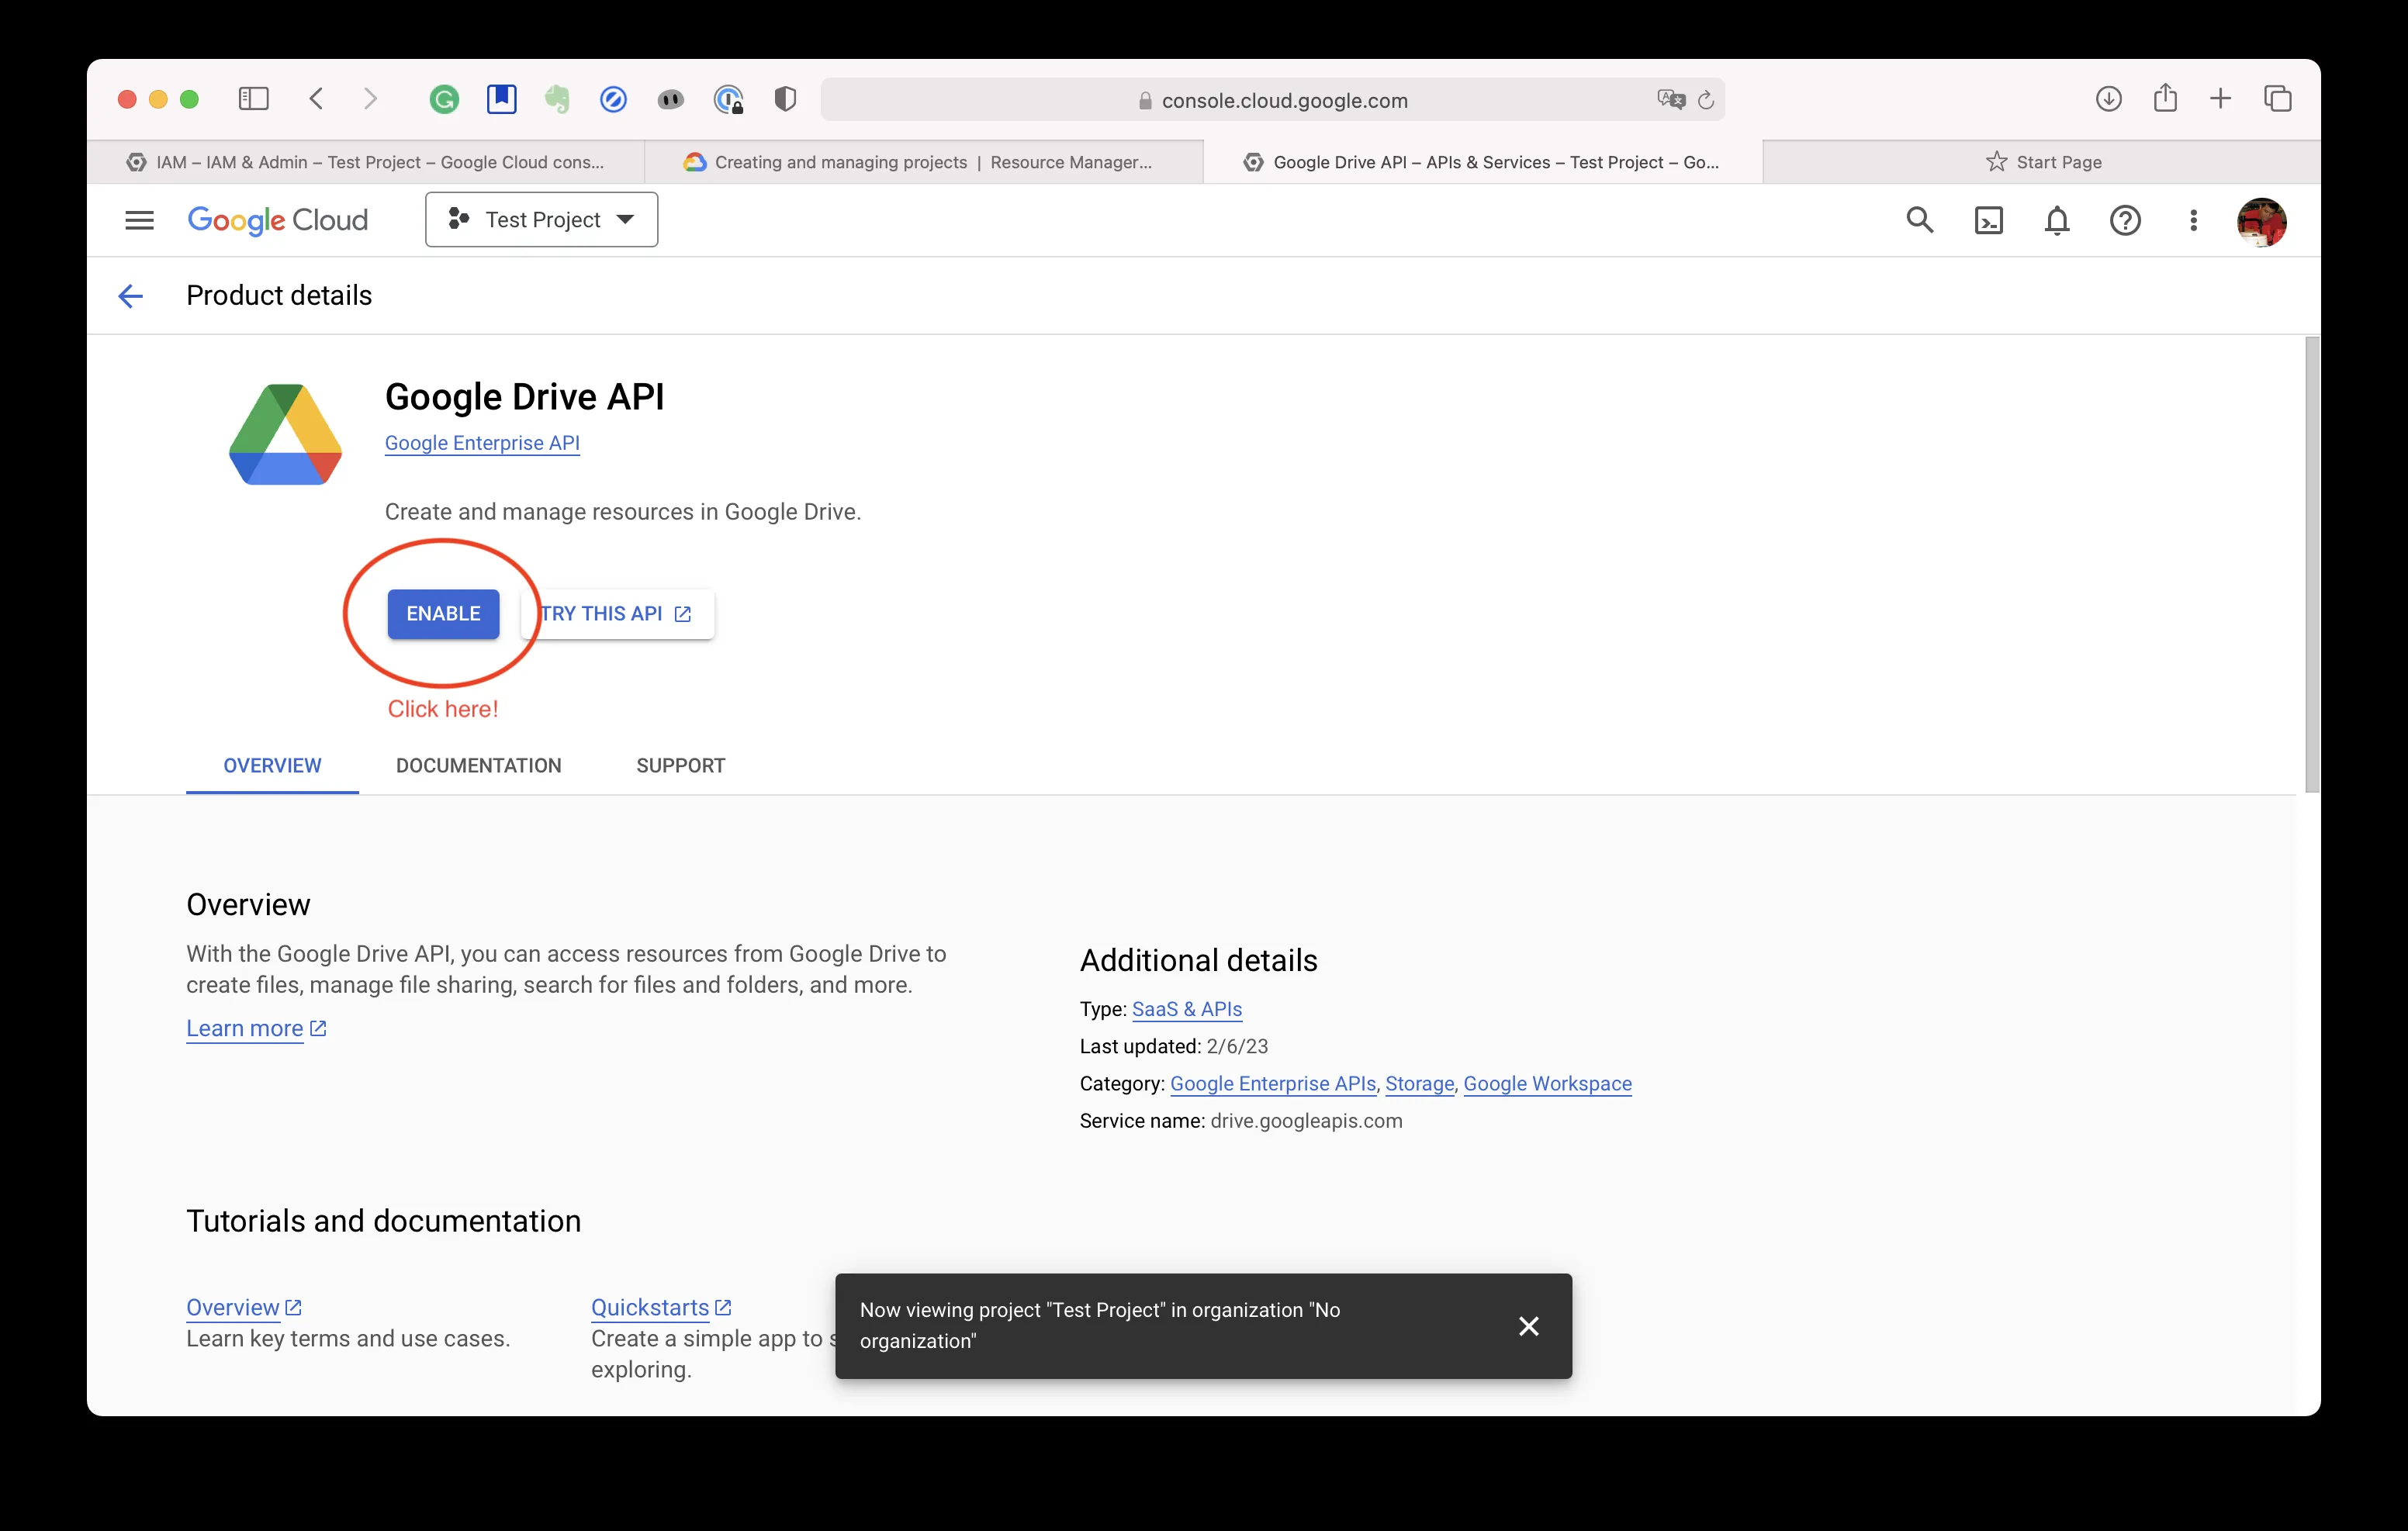 console.cloud.google.com
IAM – IAM & Admin – Test Project – Google Cloud cons...
Creating and managing projects | Resource Manager...
Google Drive API – APIs & Services – Test Project – Go...
Start Page
Google Cloud
Test Project
Product details
Google Drive API
Google Enterprise API
Create and manage resources in Google Drive.
ENABLE
TRY THIS API
Click here!
OVERVIEW
DOCUMENTATION
SUPPORT
Overview
With the Google Drive API, you can access resources from Google Drive to
create files, manage file sharing, search for files and folders, and more.
Learn more
Additional details
Type: SaaS & APIs
Last updated: 2/6/23
Category: Google Enterprise APIs, Storage, Google Workspace
Service name: drive.googleapis.com
Tutorials and documentation
Overview
Learn key terms and use cases.
Quickstarts
Create a simple app to s
exploring.
Now viewing project "Test Project" in organization "No
organization"